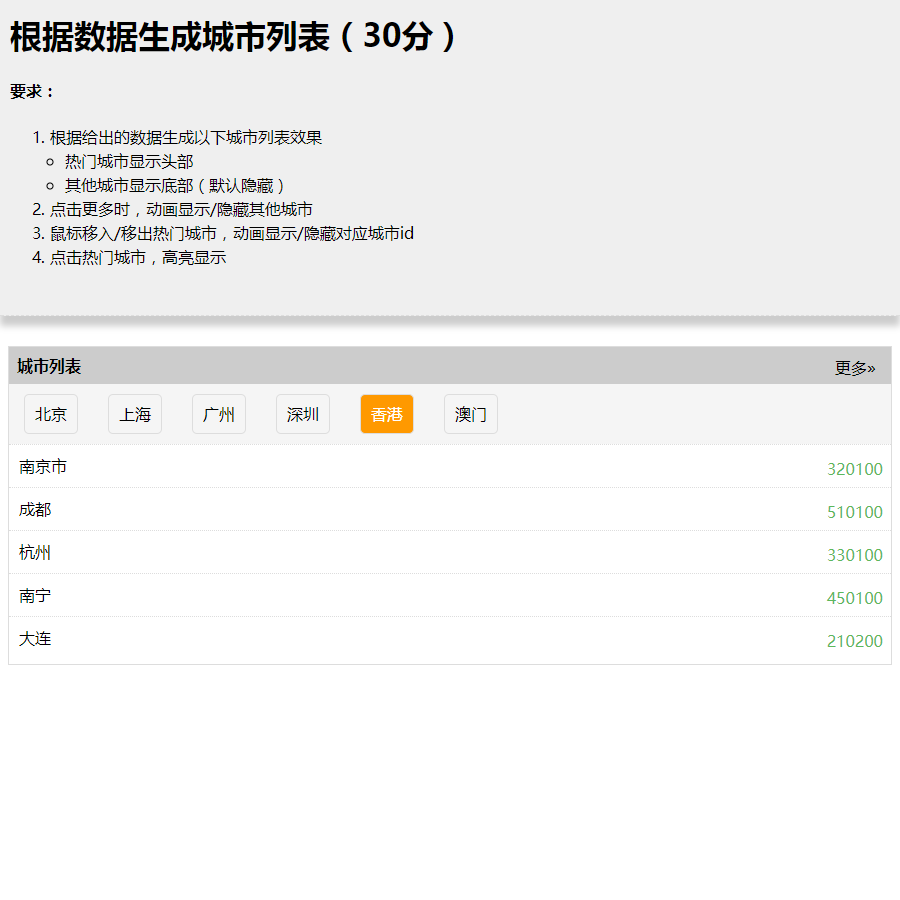 根据数据生成城市列表（30分）
要求：
1. 根据给出的数据生成以下城市列表效果
热门城市显示头部
其他城市显示底部（默认隐藏）
2. 点击更多时，动画显示/隐藏其他城市
3. 鼠标移入/移出热门城市，动画显示/隐藏对应城市id
4. 点击热门城市，高亮显示
城市列表 更多»
北京 上海 广州 深圳 香港 澳门
南京市 320100
成都 510100
杭州 330100
南宁 450100
大连 210200